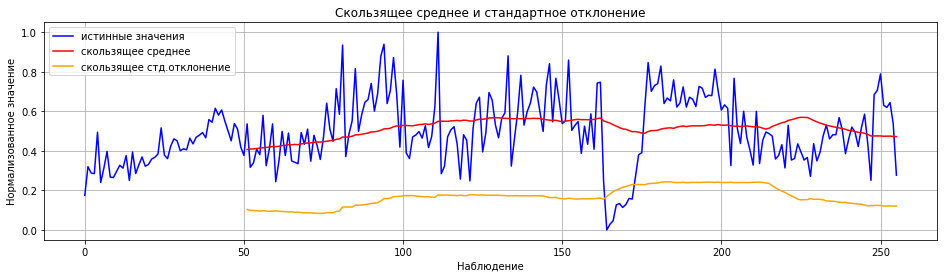 Скользящее среднее и стандартное отклонение
истинные значения
скользящее среднее
скользящее стд.отклонение
Нормализованное значение
1.0
0.8
0.6
0.4
0.2
0.0
0 50 100 150 200 250
Наблюдение